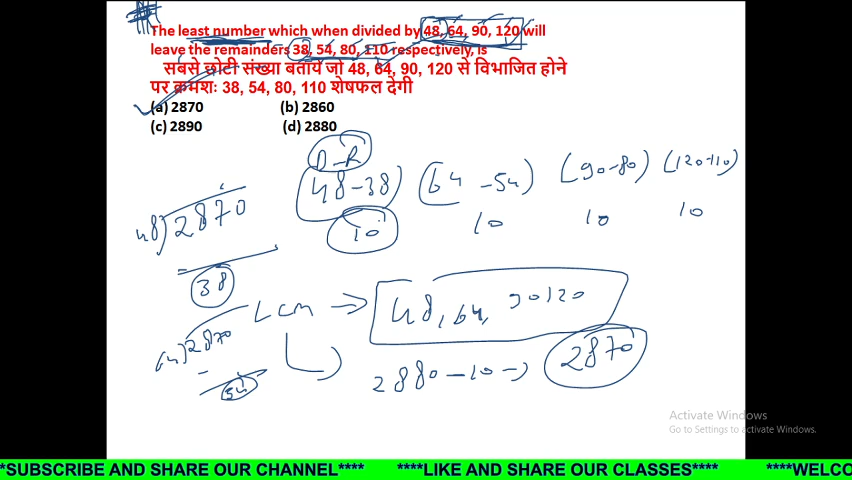 The least number which when divided by 48, 64, 90, 120 will
leave the remainders 38, 54, 80, 110 respectively, is
सबसे छोटी संख्या बताये जो 48, 64, 90, 120 से विभाजित होने
पर क्रमशः 38, 54, 80, 110 शेषफल देगी
(a) 2870 (b) 2860
(c) 2890 (d) 2880
D-R
(48-38) (64-54) (90-80) (120-110)
10 10 10 10
48)2870
38
LCM → 48, 64, 90 120
64)2870
54
2880-10→ 2870
Activate Windows
Go to Settings to activate Windows.
*SUBSCRIBE AND SHARE OUR CHANNEL**** ****LIKE AND SHARE OUR CLASSES**** ****WELCO